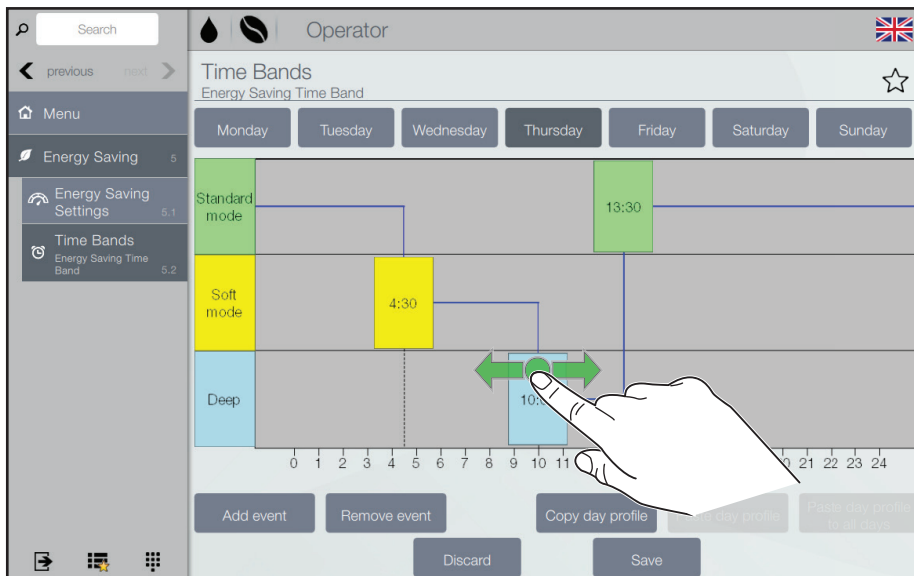 Search
Operator
previous next
Time Bands
Energy Saving Time Band
Menu
Monday Tuesday Wednesday Thursday Friday Saturday Sunday
Energy Saving 5
Energy Saving
Settings 5.1
Time Bands
Energy Saving Time
Band 5.2
Standard
mode
13:30
Soft
mode
4:30
Deep
0 1 2 3 4 5 6 7 8 9 10 11 21 22 23 24
Add event Remove event Copy day profile day profile Paste day profile
to all days
Discard Save